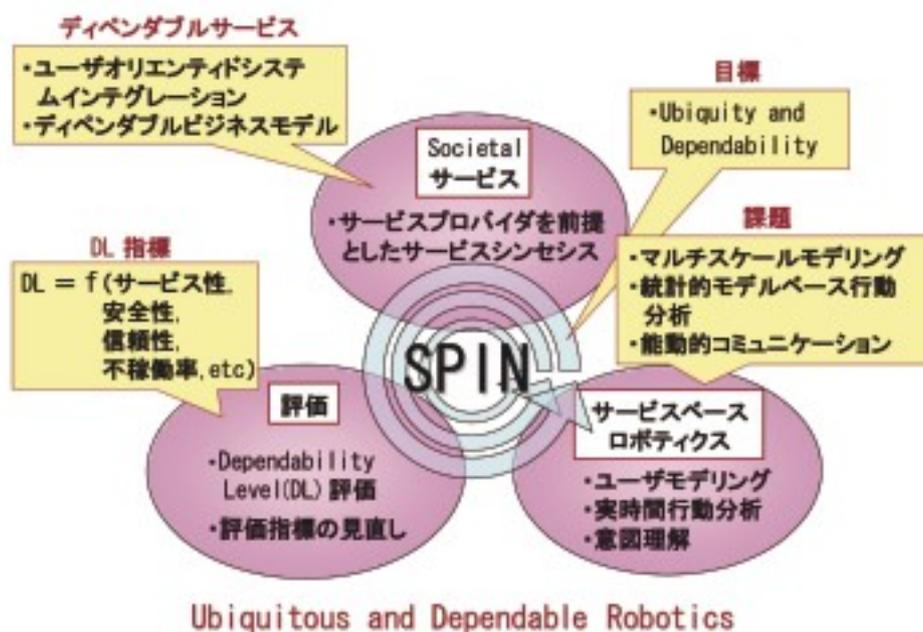 ディペンダブルサービス
・ユーザオリエンティドシステ
ムインテグレーション
・ディペンダブルビジネスモデル
目標
・Ubiquity and
Dependability
Societal
サービス
・サービスプロバイダを前提
としたサービスシンセシス
課題
・マルチスケールモデリング
・統計的モデルベース行動
分析
・能動的コミュニケーション
DL 指標
DL = f(サービス性,
安全性,
信頼性,
不稼働率,etc)
SPIN
評価
・Dependability
Level(DL) 評価
・評価指標の見直し
サービスベース
ロボティクス
・ユーザモデリング
・実時間行動分析
・意図理解
Ubiquitous and Dependable Robotics